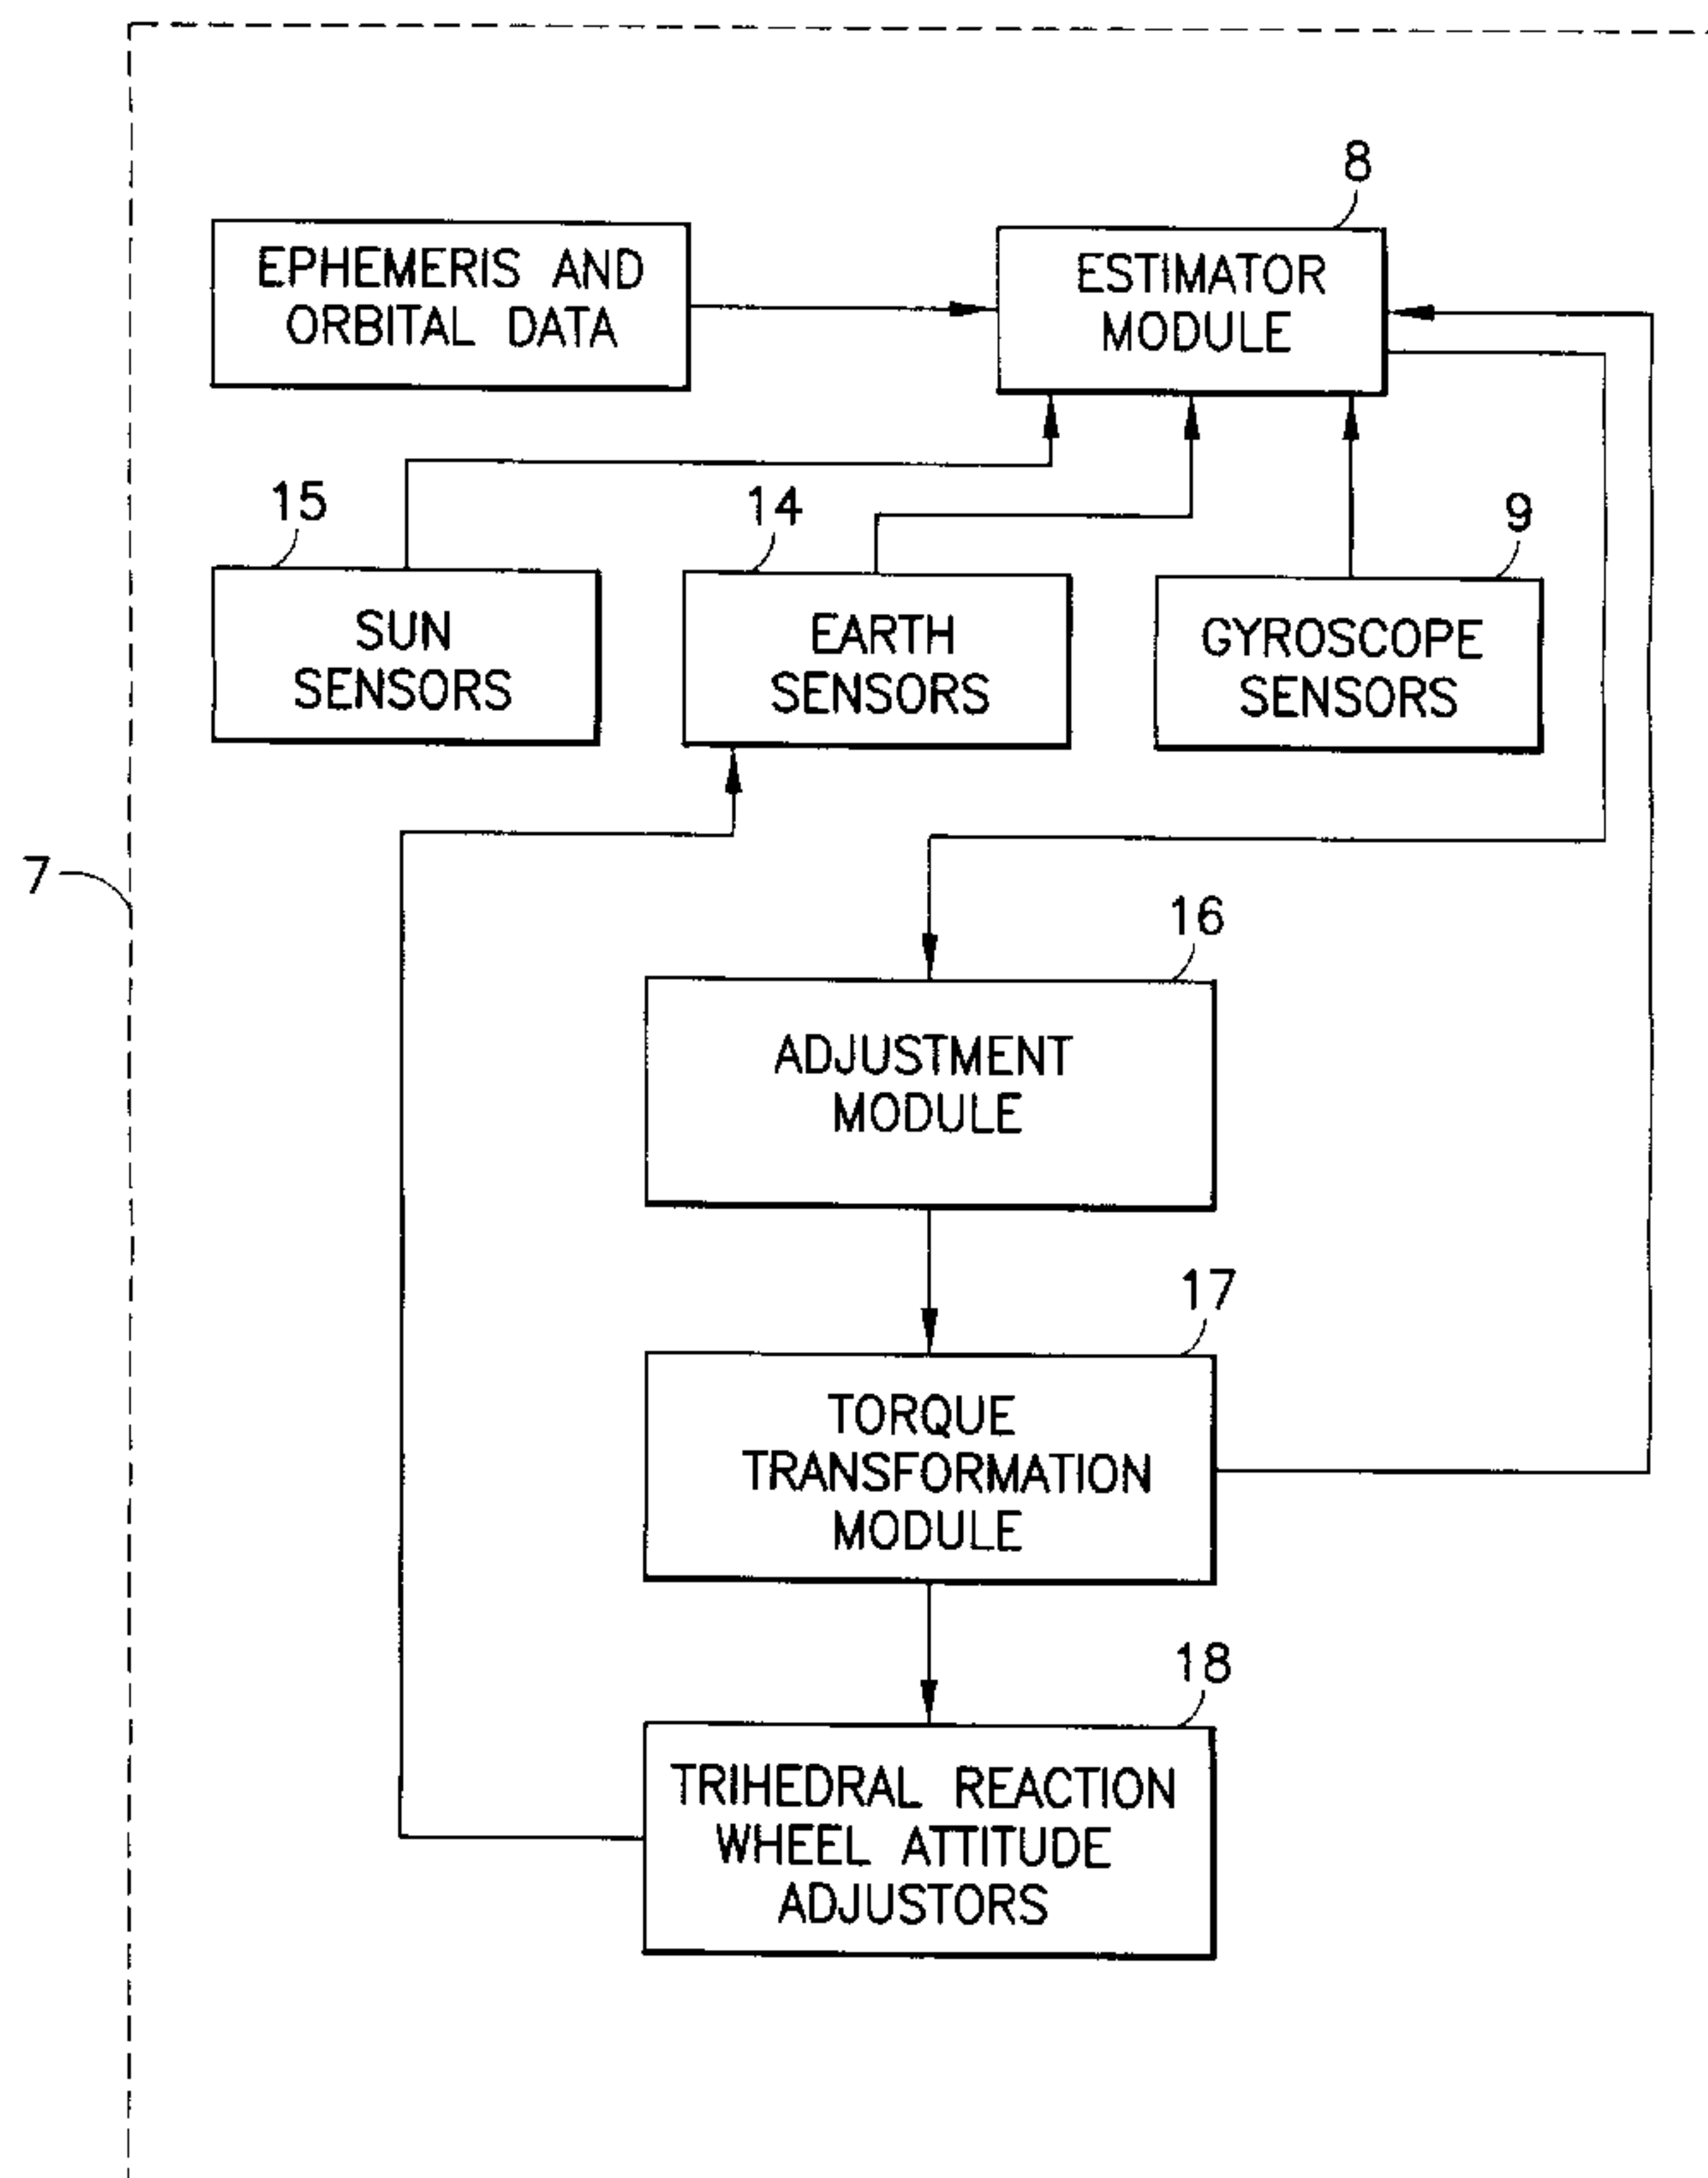 8
EPHEMERIS AND
ORBITAL DATA
ESTIMATOR
MODULE
15
14
9
SUN
SENSORS
EARTH
SENSORS
GYROSCOPE
SENSORS
7
16
ADJUSTMENT
MODULE
17
TORQUE
TRANSFORMATION
MODULE
18
TRIHEDRAL REACTION
WHEEL ATTITUDE
ADJUSTORS